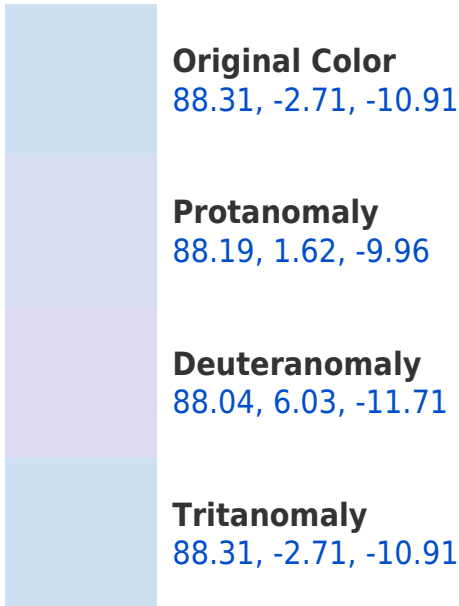 Original Color
88.31, -2.71, -10.91
Protanomaly
88.19, 1.62, -9.96
Deuteranomaly
88.04, 6.03, -11.71
Tritanomaly
88.31, -2.71, -10.91